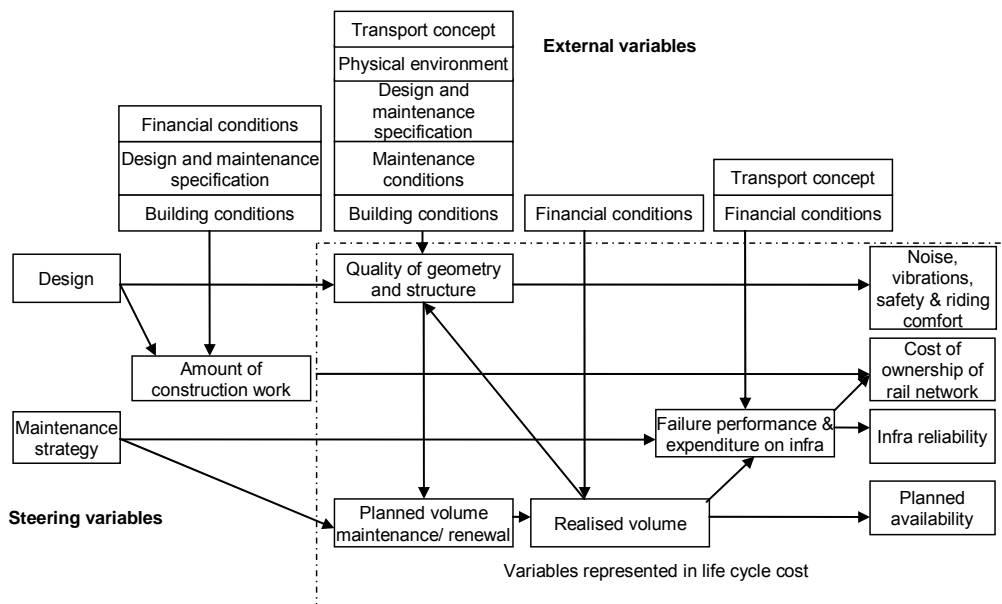 Transport concept
External variables
Physical environment
Design and
maintenance
specification
Maintenance
conditions
Building conditions
Financial conditions
Design and maintenance
specification
Building conditions
Financial conditions
Transport concept
Financial conditions
Design
Quality of geometry
and structure
Noise,
vibrations,
safety & riding
comfort
Amount of
construction work
Cost of
ownership of
rail network
Maintenance
strategy
Failure performance &
expenditure on infra
Infra reliability
Steering variables
Planned volume
maintenance/ renewal
Realised volume
Planned
availability
Variables represented in life cycle cost